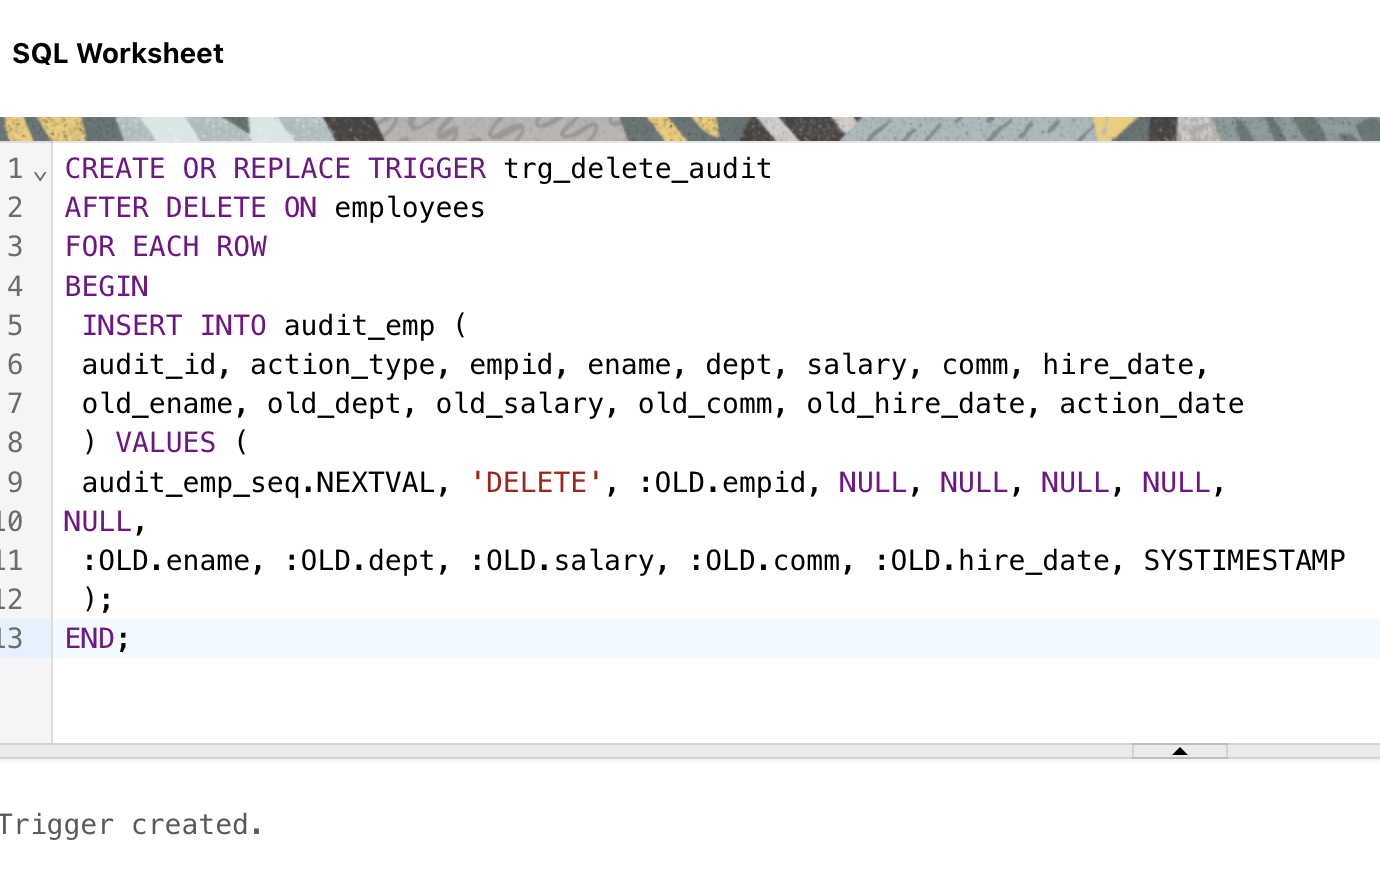 SQL Worksheet
1 CREATE OR REPLACE TRIGGER trg_delete_audit
2 AFTER DELETE ON employees
3 FOR EACH ROW
4 BEGIN
5 INSERT INTO audit_emp (
6 audit_id, action_type, empid, ename, dept, salary, comm, hire_date,
7 old_ename, old_dept, old_salary, old_comm, old_hire_date, action_date
8 ) VALUES (
9 audit_emp_seq.NEXTVAL, 'DELETE', :OLD.empid, NULL, NULL, NULL, NULL,
10 NULL,
11 :OLD.ename, :OLD.dept, :OLD.salary, :OLD.comm, :OLD.hire_date, SYSTIMESTAMP
12 );
13 END;
Trigger created.